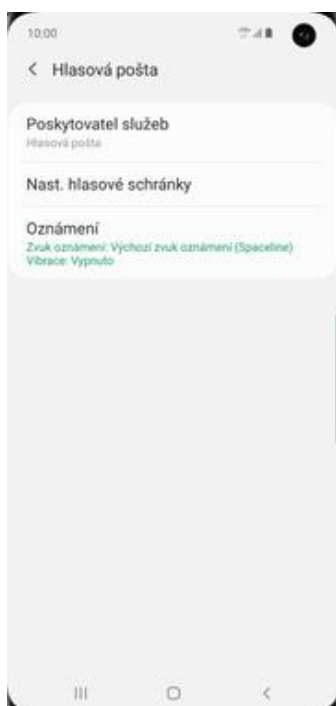 10:00
Hlasová pošta
Poskytovatel služeb
Hlasová pošta
Nast. hlasové schránky
Oznámení
Zvuk oznámení: Výchozí zvuk oznámení (Spaceline)
Vibrace: Vypnuto